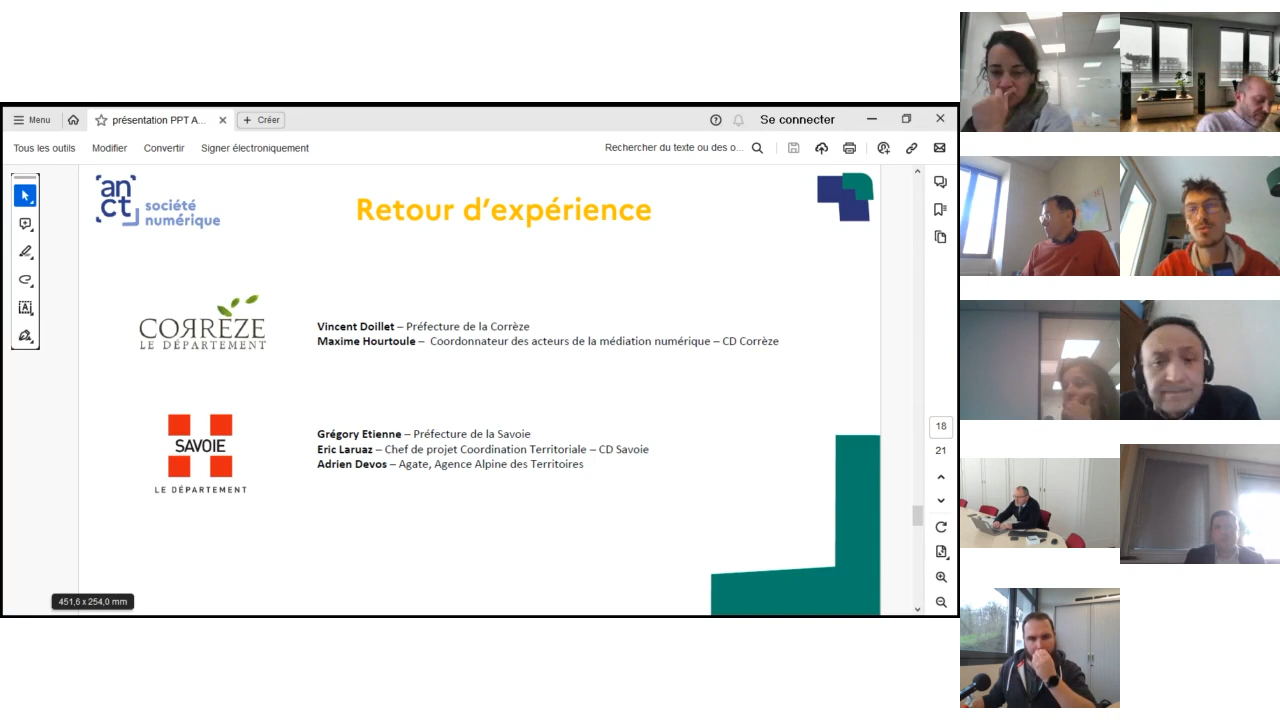 Menu
présentation PPT A...
Créer
Se connecter
Tous les outils
Modifier
Convertir
Signer électroniquement
Rechercher du texte ou des o...
an
ct
société
numérique
Retour d'expérience
CORRÈZE
LE DÉPARTEMENT
Vincent Doillet – Préfecture de la Corrèze
Maxime Hourtoule – Coordonnateur des acteurs de la médiation numérique – CD Corrèze
SAVOIE
LE DÉPARTEMENT
Grégory Etienne – Préfecture de la Savoie
Eric Laruaz – Chef de projet Coordination Territoriale – CD Savoie
Adrien Devos – Agate, Agence Alpine des Territoires
18
21
451,6 x 254,0 mm